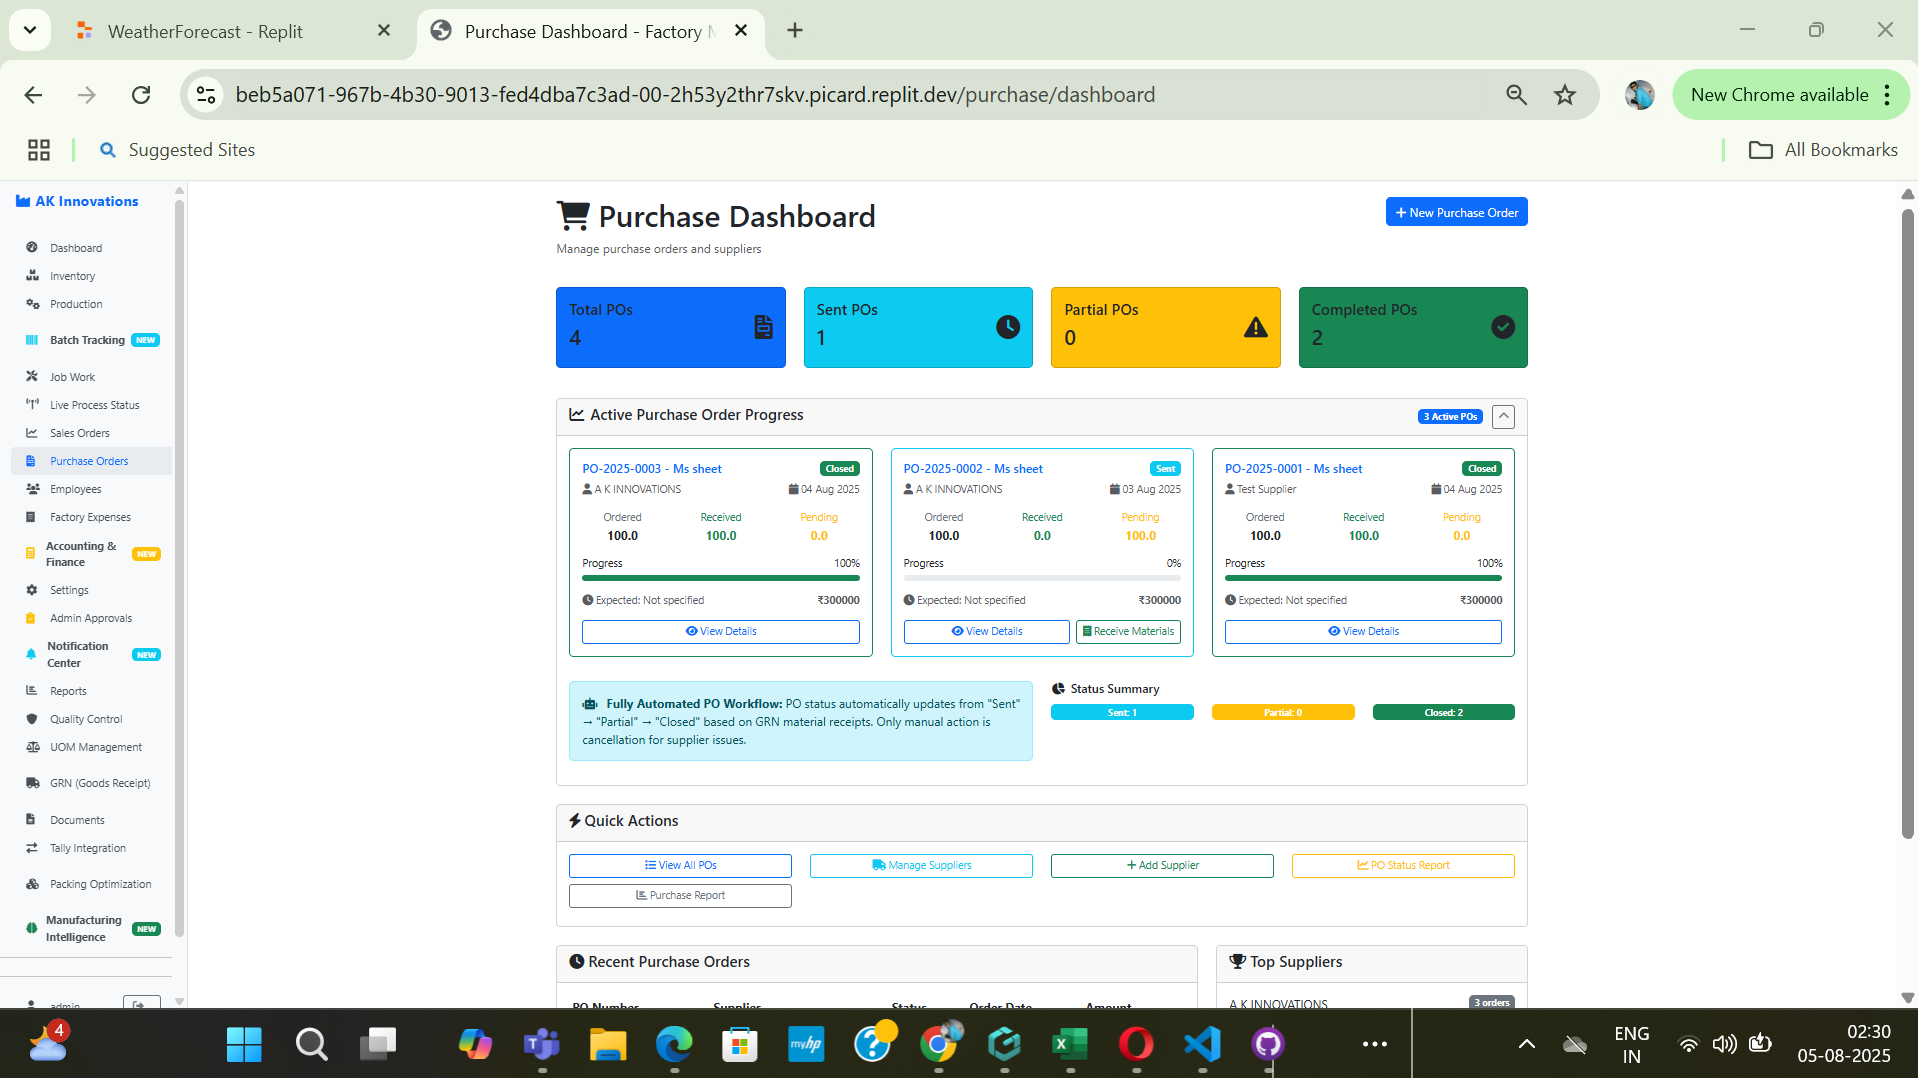 WeatherForecast - Replit
Purchase Dashboard - Factory M
beb5a071-967b-4b30-9013-fed4dba7c3ad-00-2h53y2thr7skv.picard.replit.dev/purchase/dashboard
New Chrome available
Suggested Sites
All Bookmarks
AK Innovations
Dashboard
Inventory
Production
Batch Tracking NEW
Job Work
Live Process Status
Sales Orders
Purchase Orders
Employees
Factory Expenses
Accounting &
Finance
NEW
Settings
Admin Approvals
Notification
Center
NEW
Reports
Quality Control
UOM Management
GRN (Goods Receipt)
Documents
Tally Integration
Packing Optimization
Manufacturing
Intelligence
NEW
admin
Purchase Dashboard
Manage purchase orders and suppliers
New Purchase Order
Total POs
4
Sent POs
1
Partial POs
0
Completed POs
2
Active Purchase Order Progress
3 Active POs
PO-2025-0003 - Ms sheet Closed
A K INNOVATIONS 04 Aug 2025
Ordered Received Pending
100.0 100.0 0.0
Progress 100%
Expected: Not specified ₹300000
View Details
PO-2025-0002 - Ms sheet Sent
A K INNOVATIONS 03 Aug 2025
Ordered Received Pending
100.0 0.0 100.0
Progress 0%
Expected: Not specified ₹300000
View Details Receive Materials
PO-2025-0001 - Ms sheet Closed
Test Supplier 04 Aug 2025
Ordered Received Pending
100.0 100.0 0.0
Progress 100%
Expected: Not specified ₹300000
View Details
Fully Automated PO Workflow: PO status automatically updates from "Sent"
→ "Partial" → "Closed" based on GRN material receipts. Only manual action is
cancellation for supplier issues.
Status Summary
Sent: 1 Partial: 0 Closed: 2
Quick Actions
View All POs Manage Suppliers Add Supplier PO Status Report
Purchase Report
Recent Purchase Orders
PO Number Supplier Status Order Date Amount
Top Suppliers
A K INNOVATIONS 3 orders
4
myhp
ENG
IN
02:30
05-08-2025